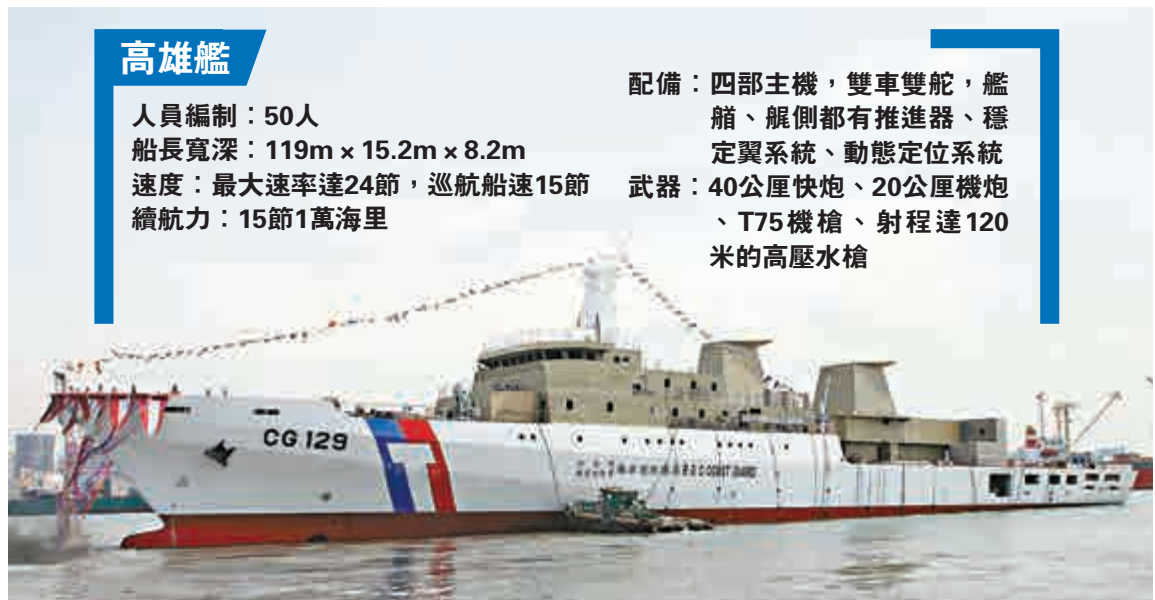 高雄艦
人員編制：50人
船長寬深：119m × 15.2m × 8.2m
速度：最大速率達24節，巡航船速15節
續航力：15節1萬海里
配備：四部主機，雙車雙舵，艦
艏、艉側都有推進器、穩
定翼系統、動態定位系統
武器：40公厘快炮、20公厘機炮
、T75機槍、射程達120
米的高壓水槍
CG 129
COAST GUARD